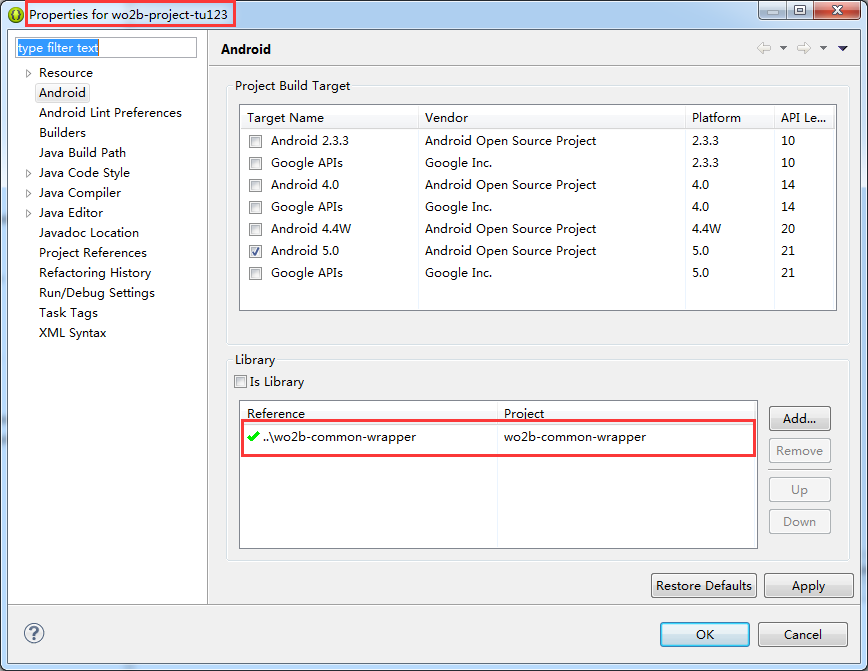 Properties for wo2b-project-tu123
type filter text
Resource
Android
Android Lint Preferences
Builders
Java Build Path
Java Code Style
Java Compiler
Java Editor
Javadoc Location
Project References
Refactoring History
Run/Debug Settings
Task Tags
XML Syntax
Android
Project Build Target
Target Name Vendor Platform API Le...
Android 2.3.3 Android Open Source Project 2.3.3 10
Google APIs Google Inc. 2.3.3 10
Android 4.0 Android Open Source Project 4.0 14
Google APIs Google Inc. 4.0 14
Android 4.4W Android Open Source Project 4.4W 20
Android 5.0 Android Open Source Project 5.0 21
Google APIs Google Inc. 5.0 21
Library
Is Library
Reference Project
..\wo2b-common-wrapper wo2b-common-wrapper
Add...
Remove
Up
Down
Restore Defaults Apply
? OK Cancel